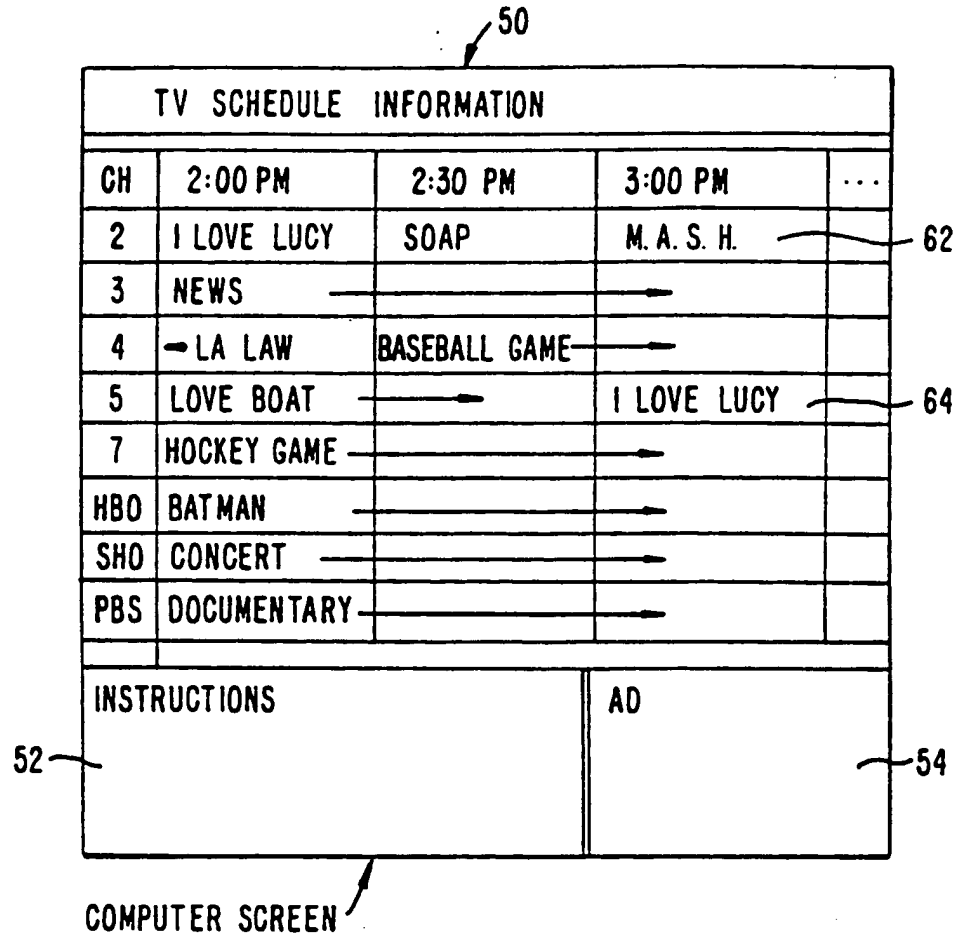 50
TV SCHEDULE INFORMATION
CH 2:00 PM 2:30 PM 3:00 PM ...
2 I LOVE LUCY SOAP M. A. S. H. 62
3 NEWS
4 LA LAW BASEBALL GAME
5 LOVE BOAT I LOVE LUCY 64
7 HOCKEY GAME
HBO BATMAN
SHO CONCERT
PBS DOCUMENTARY
INSTRUCTIONS AD
52 54
COMPUTER SCREEN